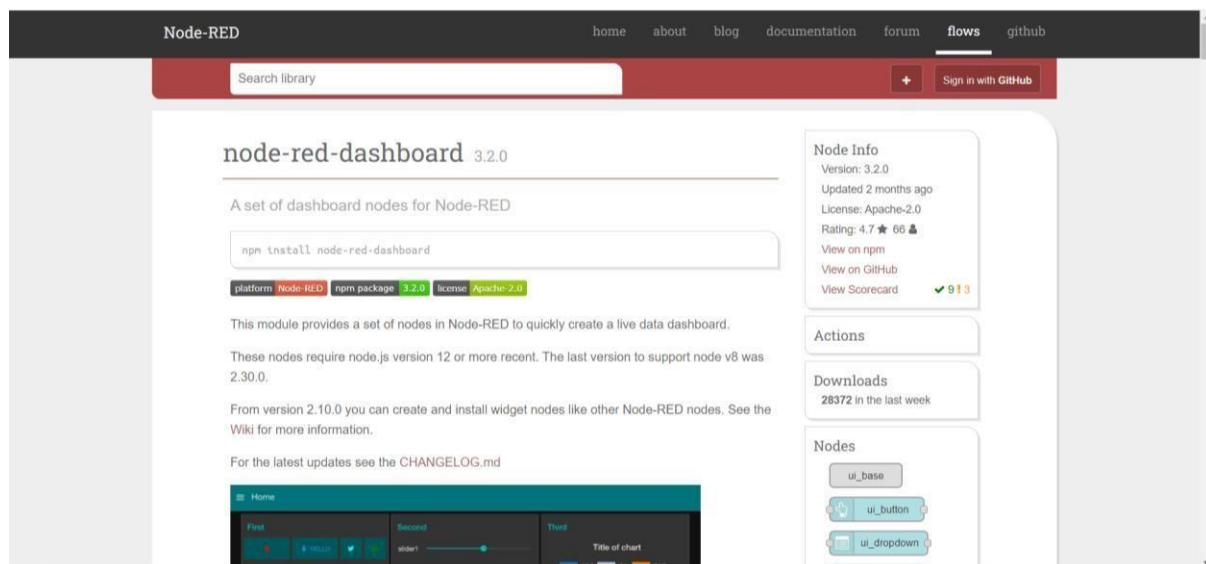 Node-RED
home about blog documentation forum flows github
Search library
+
Sign in with GitHub
node-red-dashboard 3.2.0
A set of dashboard nodes for Node-RED
npm install node-red-dashboard
platform Node-RED npm package 3.2.0 license Apache-2.0
This module provides a set of nodes in Node-RED to quickly create a live data dashboard.
These nodes require node.js version 12 or more recent. The last version to support node v8 was
2.30.0.
From version 2.10.0 you can create and install widget nodes like other Node-RED nodes. See the
Wiki for more information.
For the latest updates see the CHANGELOG.md
Home
First
HELLO
Second
slider1
Third
Title of chart
Node Info
Version: 3.2.0
Updated 2 months ago
License: Apache-2.0
Rating: 4.7 ★ 66
View on npm
View on GitHub
View Scorecard ✔ 9 ! 3
Actions
Downloads
28372 in the last week
Nodes
ui_base
ui_button
ui_dropdown